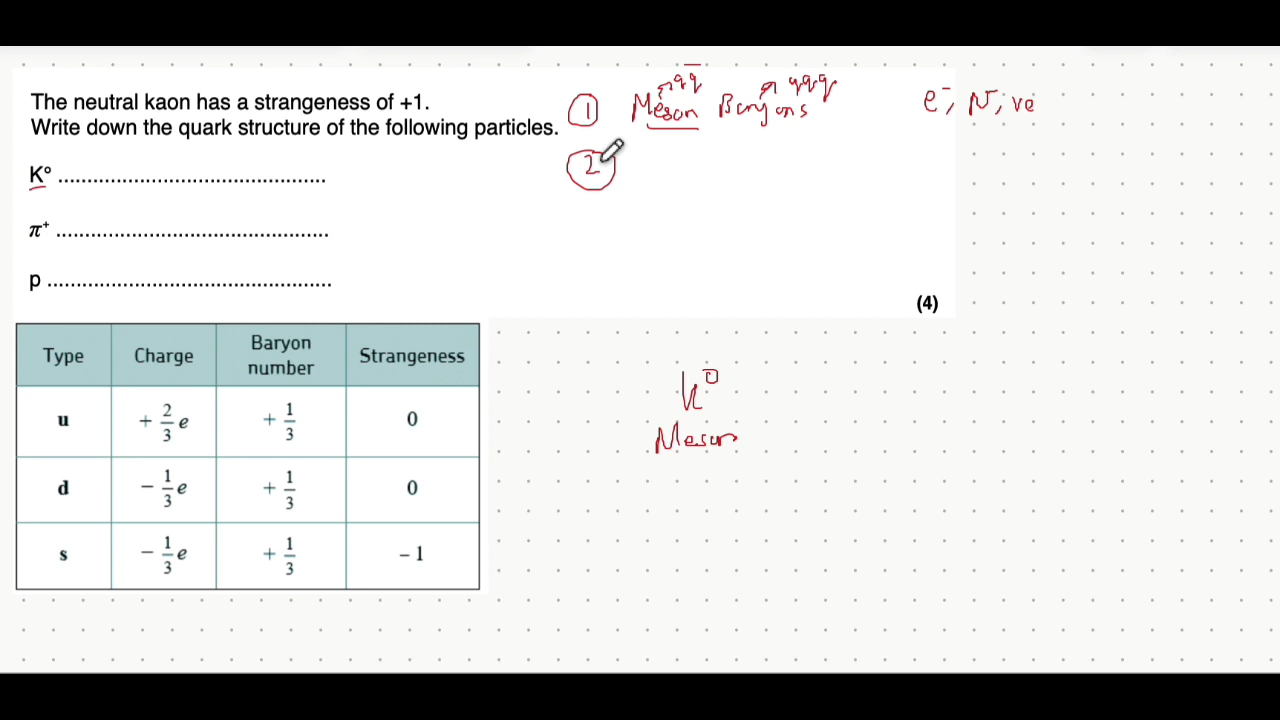 The neutral kaon has a strangeness of +1.
Write down the quark structure of the following particles.
K⁰ ..............................................
π⁺ ...............................................
p .................................................
(4)
① Meson Baryons
qq̄ qqq
e⁻, ν, νe
②
Type Charge Baryon number Strangeness
u + 2/3 e + 1/3 0
d − 1/3 e + 1/3 0
s − 1/3 e + 1/3 − 1
K⁰
Meson